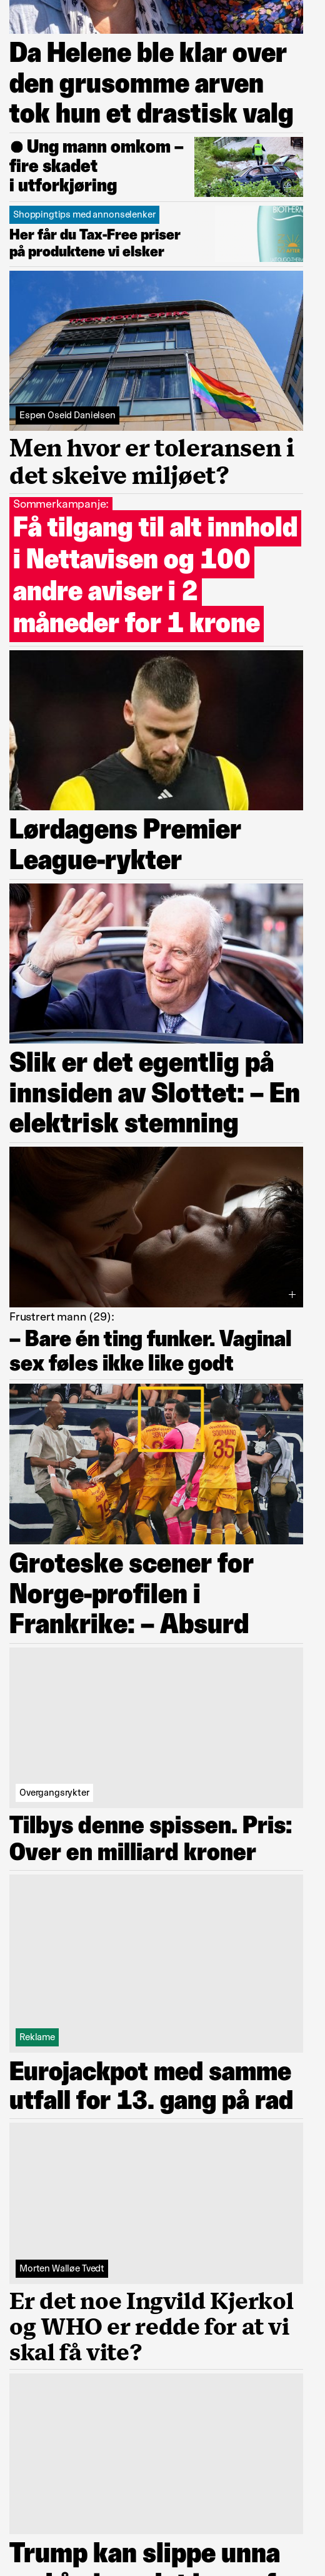 Da Helene ble klar over
den grusomme arven
tok hun et drastisk valg
● Ung mann omkom –
fire skadet
i utforkjøring
Shoppingtips med annonselenker
Her får du Tax-Free priser
på produktene vi elsker
BIOTHERM
Espen Oseid Danielsen
Men hvor er toleransen i
det skeive miljøet?
Sommerkampanje:
Få tilgang til alt innhold
i Nettavisen og 100
andre aviser i 2
måneder for 1 krone
Lørdagens Premier
League-rykter
Slik er det egentlig på
innsiden av Slottet: – En
elektrisk stemning
Frustrert mann (29):
– Bare én ting funker. Vaginal
sex føles ikke like godt
35
Groteske scener for
Norge-profilen i
Frankrike: – Absurd
Overgangsrykter
Tilbys denne spissen. Pris:
Over en milliard kroner
Reklame
Eurojackpot med samme
utfall for 13. gang på rad
Morten Walløe Tvedt
Er det noe Ingvild Kjerkol
og WHO er redde for at vi
skal få vite?
Trump kan slippe unna